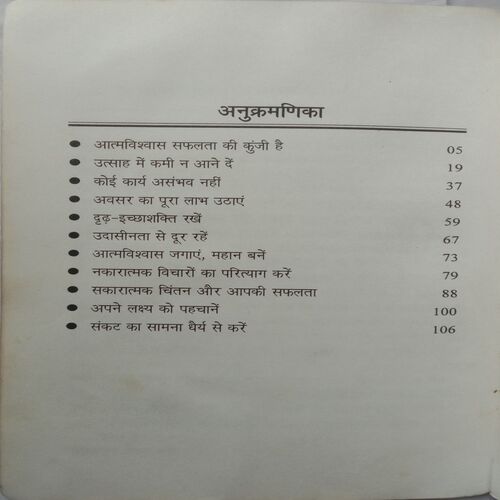 अनुक्रमणिका
● आत्मविश्वास सफलता की कुंजी है 05
● उत्साह में कमी न आने दें 19
● कोई कार्य असंभव नहीं 37
● अवसर का पूरा लाभ उठाएं 48
● दृढ़-इच्छाशक्ति रखें 59
● उदासीनता से दूर रहें 67
● आत्मविश्वास जगाएं, महान बनें 73
● नकारात्मक विचारों का परित्याग करें 79
● सकारात्मक चिंतन और आपकी सफलता 88
● अपने लक्ष्य को पहचानें 100
● संकट का सामना धैर्य से करें 106